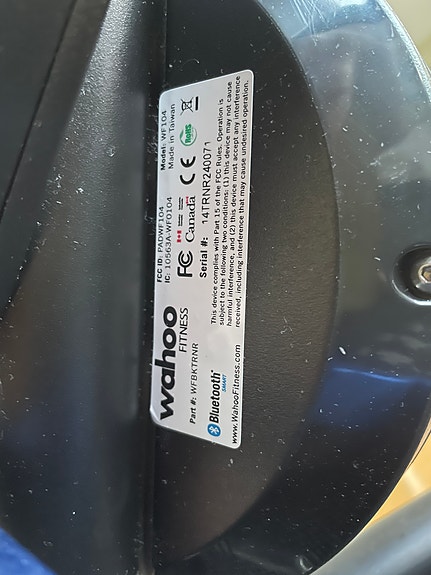 wahoo
FITNESS
Part #: WFBKTRNR
Bluetooth®
SMART
www.WahooFitness.com
FCC ID: PADWF104
IC: 10563A-WF0104
Model: WF104
Made in Taiwan
FC
Canada
CE
RoHS
Serial #: 14TRNR240071
This device complies with Part 15 of the FCC Rules. Operation is
subject to the following two conditions: (1) this device may not cause
harmful interference, and (2) this device must accept any interference
received, including interference that may cause undesired operation.